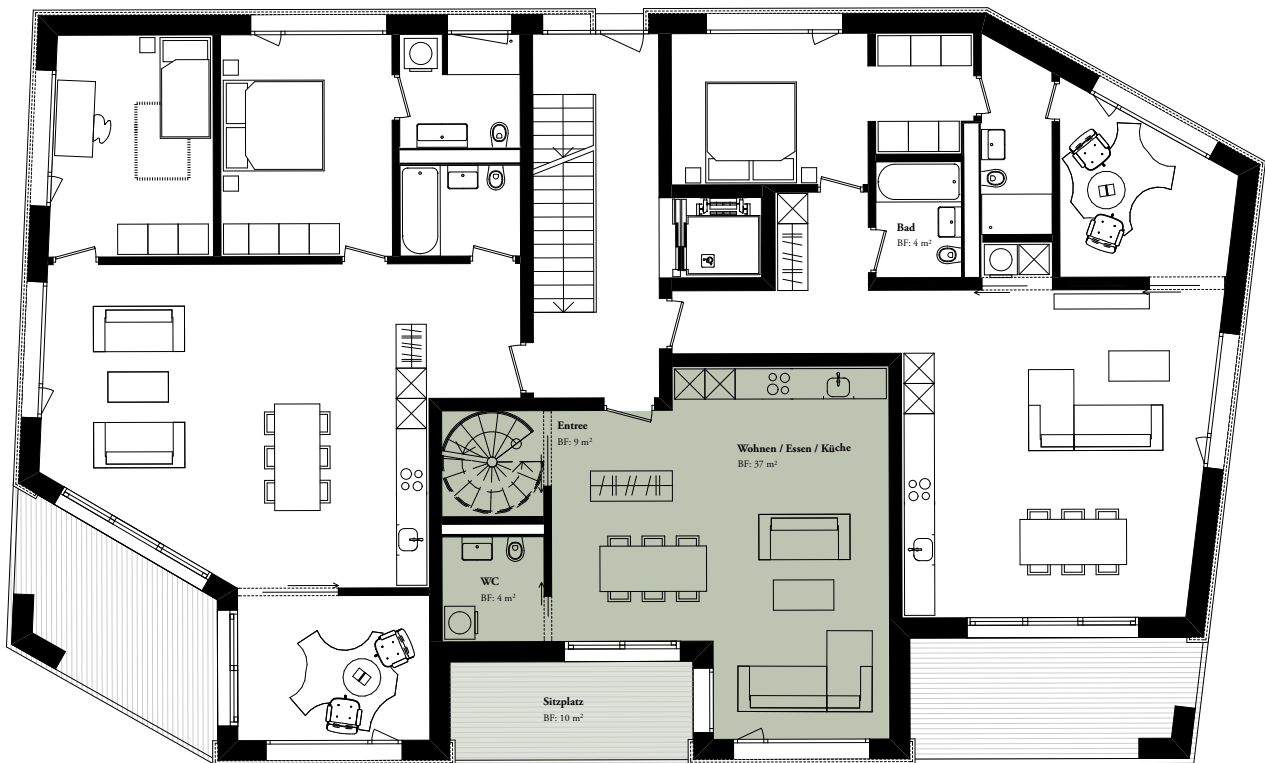 Bad
BF: 4 m²
Entree
BF: 9 m²
Wohnen / Essen / Küche
BF: 37 m²
WC
BF: 4 m²
Sitzplatz
BF: 10 m²